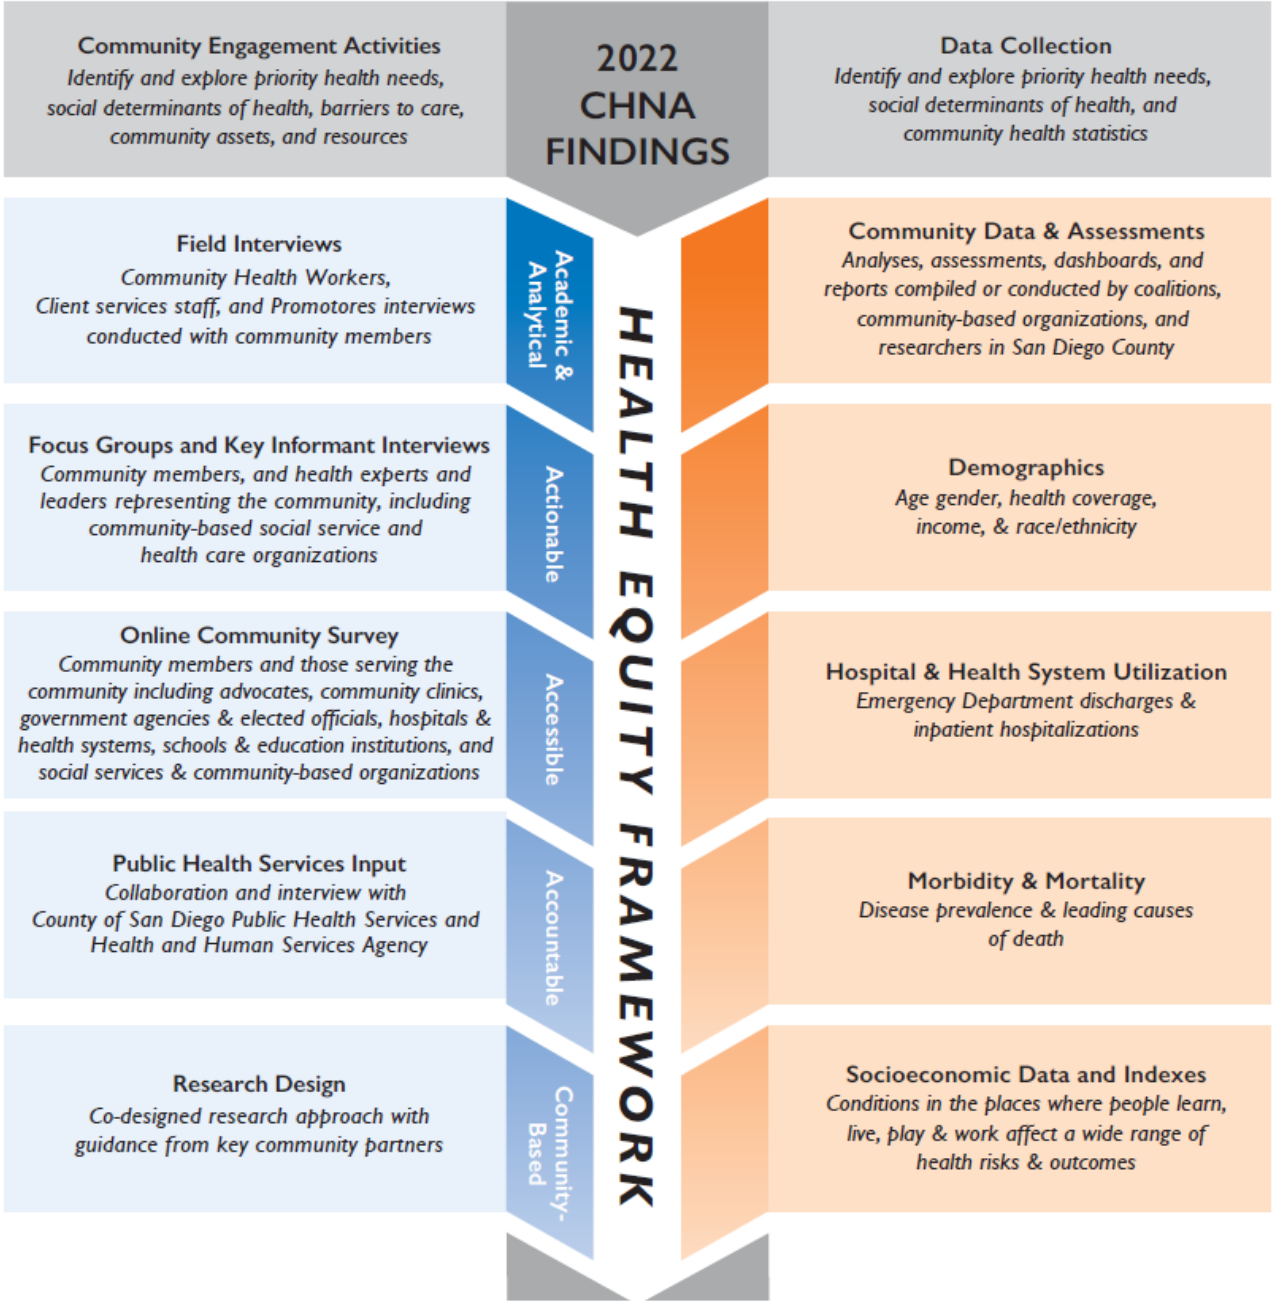 Community Engagement Activities
Identify and explore priority health needs,
social determinants of health, barriers to care,
community assets, and resources
2022
CHNA
FINDINGS
Data Collection
Identify and explore priority health needs,
social determinants of health, and
community health statistics
Field Interviews
Community Health Workers,
Client services staff, and Promotores interviews
conducted with community members
Academic &
Analytical
Community Data & Assessments
Analyses, assessments, dashboards, and
reports compiled or conducted by coalitions,
community-based organizations, and
researchers in San Diego County
HEALTH EQUITY FRAMEWORK
Focus Groups and Key Informant Interviews
Community members, and health experts and
leaders representing the community, including
community-based social service and
health care organizations
Actionable
Demographics
Age gender, health coverage,
income, & race/ethnicity
Online Community Survey
Community members and those serving the
community including advocates, community clinics,
government agencies & elected officials, hospitals &
health systems, schools & education institutions, and
social services & community-based organizations
Accessible
Hospital & Health System Utilization
Emergency Department discharges &
inpatient hospitalizations
Public Health Services Input
Collaboration and interview with
County of San Diego Public Health Services and
Health and Human Services Agency
Accountable
Morbidity & Mortality
Disease prevalence & leading causes
of death
Research Design
Co-designed research approach with
guidance from key community partners
Community-
Based
Socioeconomic Data and Indexes
Conditions in the places where people learn,
live, play & work affect a wide range of
health risks & outcomes